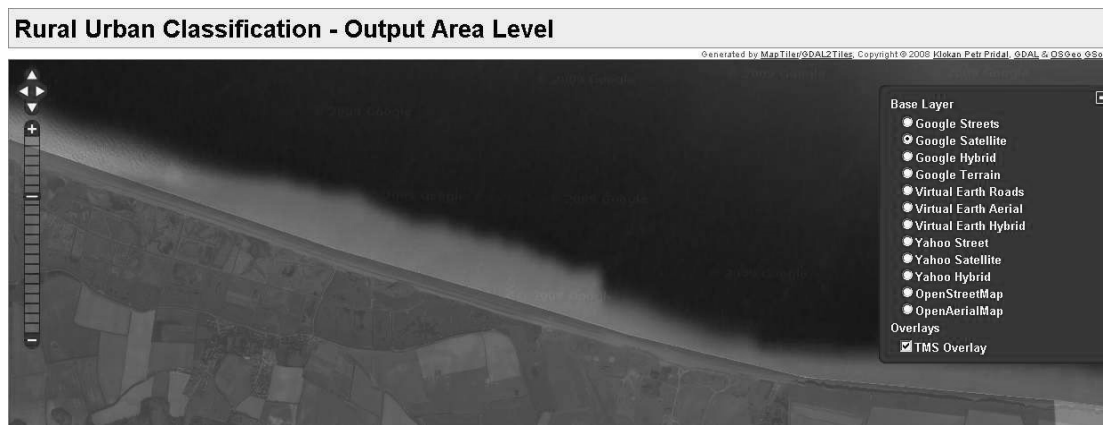 Rural Urban Classification - Output Area Level
Generated by MapTiler/GDAL2Tiles, Copyright © 2008 Klokan Petr Pridal, GDAL & OSGeo GSo
Base Layer
Google Streets
Google Satellite
Google Hybrid
Google Terrain
Virtual Earth Roads
Virtual Earth Aerial
Virtual Earth Hybrid
Yahoo Street
Yahoo Satellite
Yahoo Hybrid
OpenStreetMap
OpenAerialMap
Overlays
TMS Overlay